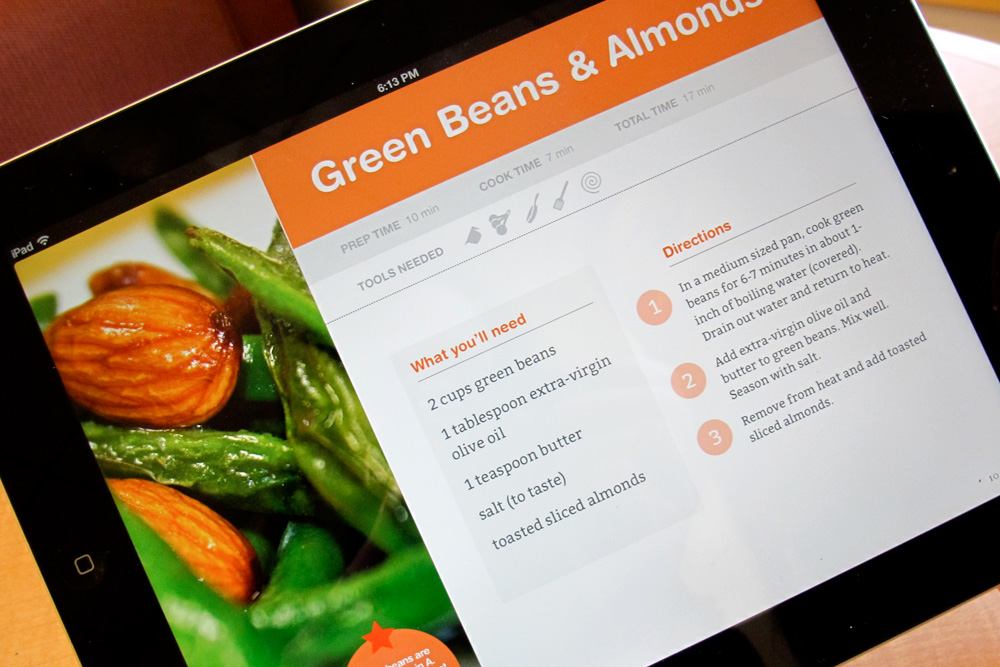 iPad
6:13 PM
Green Beans & Almonds
PREP TIME 10 min
COOK TIME 7 min
TOTAL TIME 17 min
TOOLS NEEDED
What you'll need
2 cups green beans
1 tablespoon extra-virgin
olive oil
1 teaspoon butter
salt (to taste)
toasted sliced almonds
Directions
1
In a medium sized pan, cook green
beans for 6-7 minutes in about 1-
inch of boiling water (covered).
Drain out water and return to heat.
2
Add extra-virgin olive oil and
butter to green beans. Mix well.
Season with salt.
3
Remove from heat and add toasted
sliced almonds.
beans are
in A.